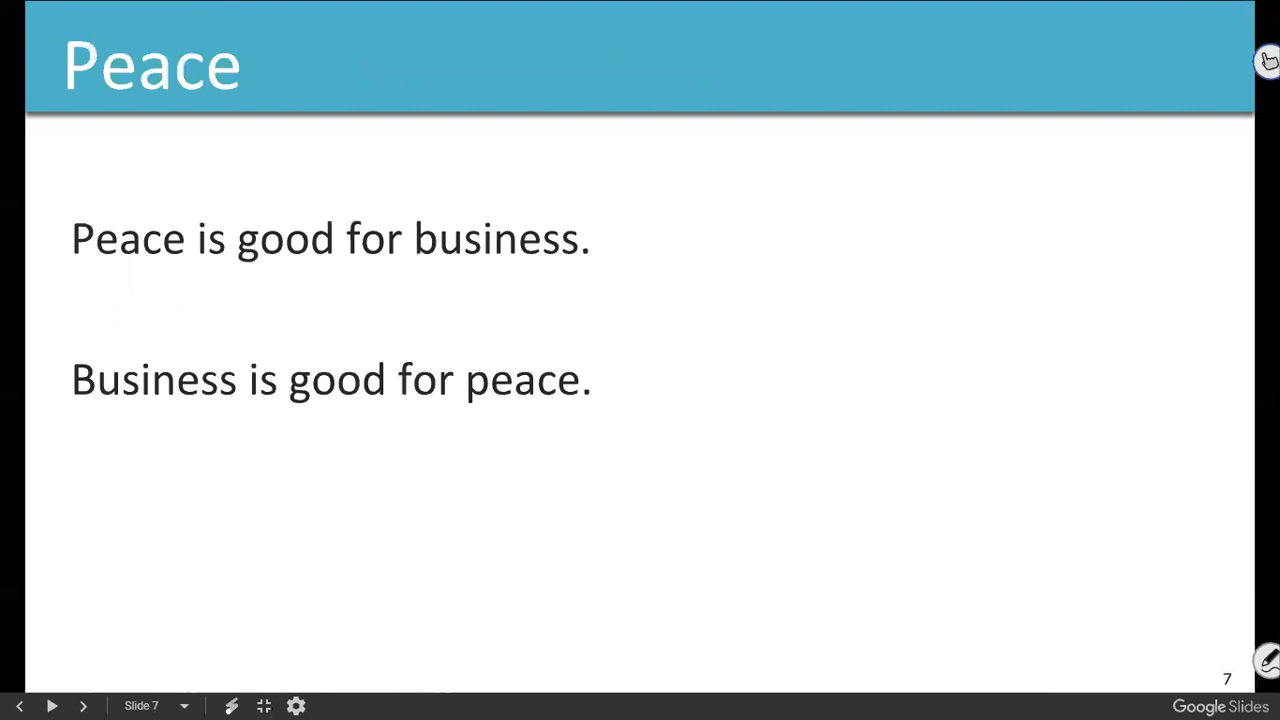 Peace
Peace is good for business.
Business is good for peace.
7
Slide 7
Google Slides